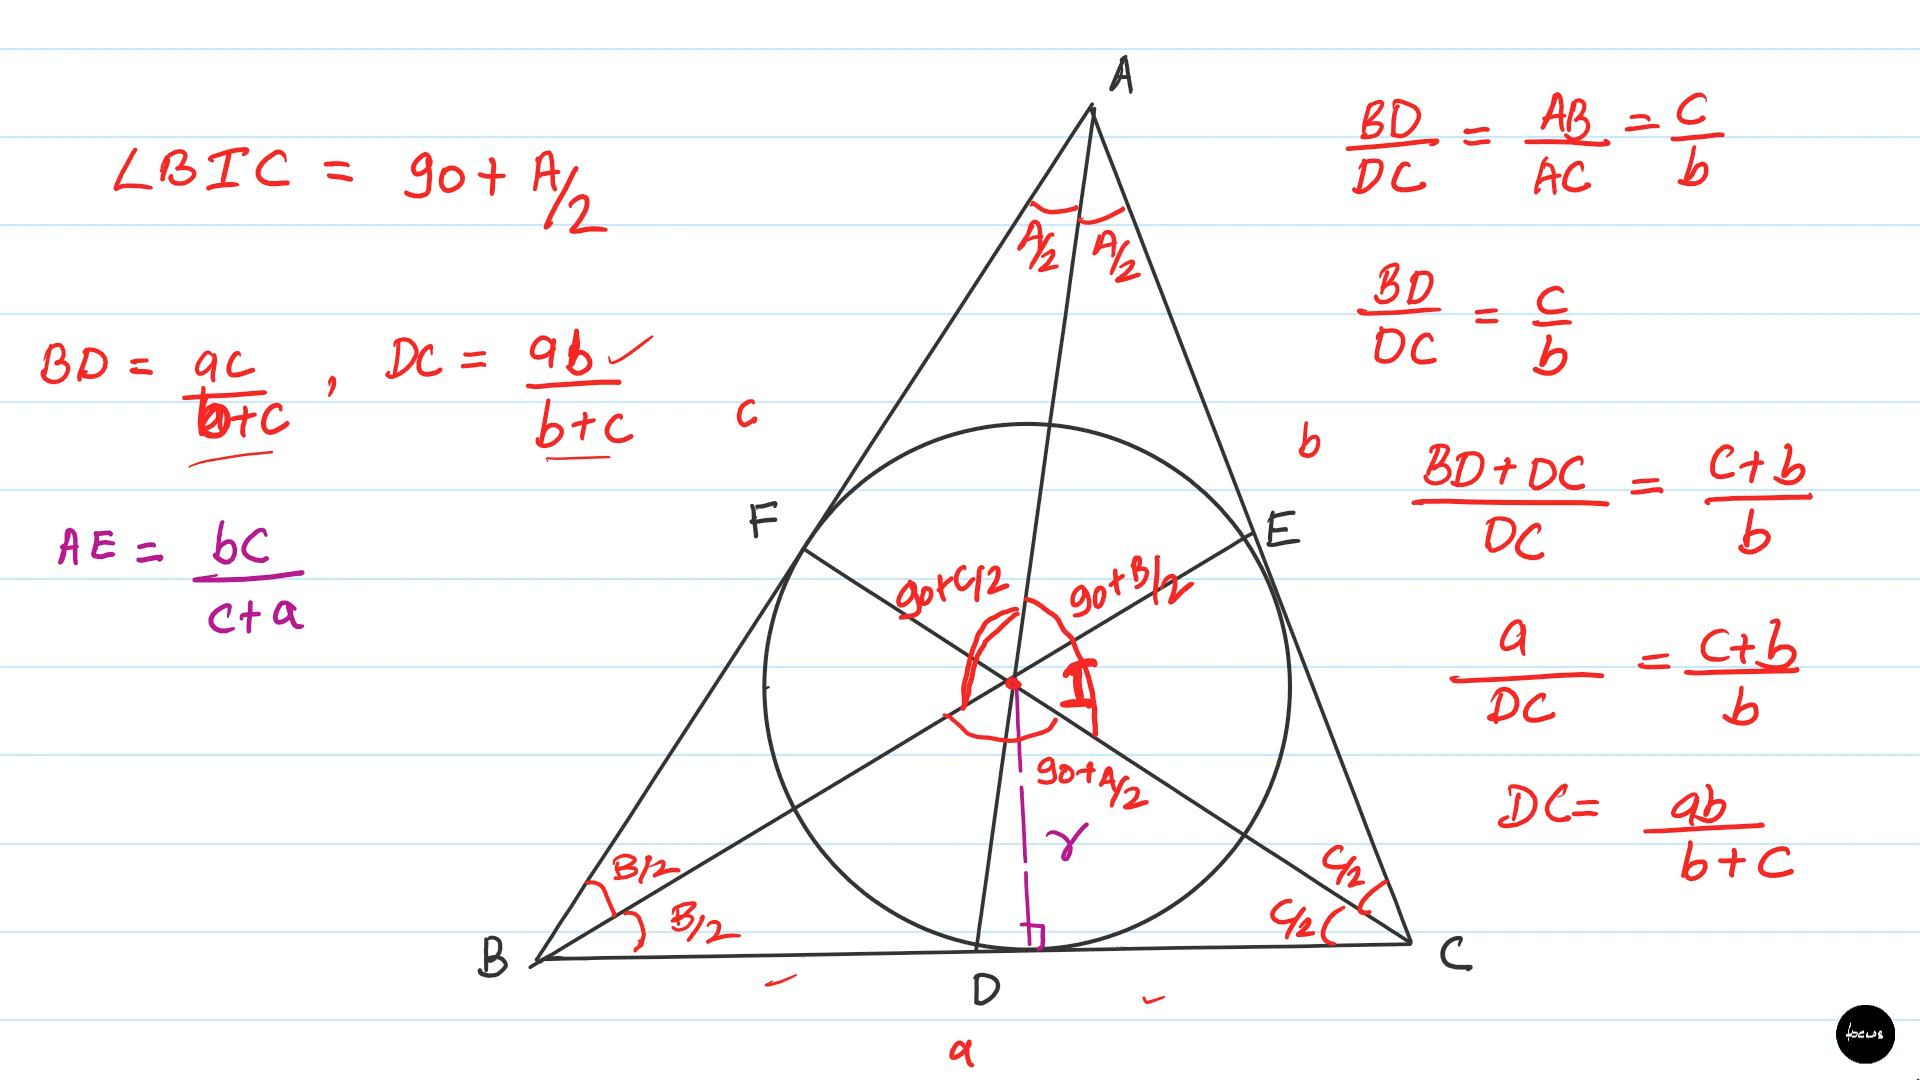 ∠BIC = 90 + A/2
BD = ac/b+c , DC = ab/b+c ✓
AE = bc/c+a
A
A/2 A/2
c
b
F
E
90+C/2 90+B/2
I
90+A/2
r
B/2
B/2
C/2
C/2
B
D
C
a
BD/DC = AB/AC = c/b
BD/DC = c/b
BD+DC/DC = c+b/b
a/DC = c+b/b
DC = ab/b+c
focus